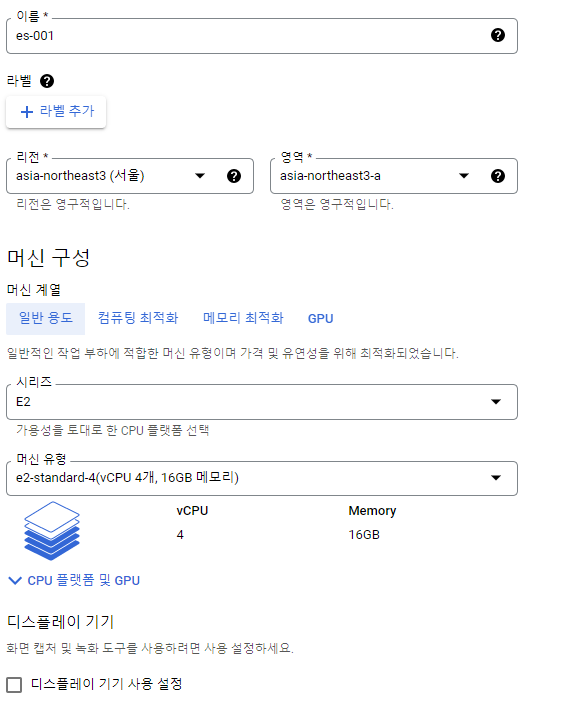 이름 *
es-001
라벨
라벨 추가
리전 *
asia-northeast3 (서울)
영역 *
asia-northeast3-a
리전은 영구적입니다.
영역은 영구적입니다.
머신 구성
머신 계열
일반 용도 컴퓨팅 최적화 메모리 최적화 GPU
일반적인 작업 부하에 적합한 머신 유형이며 가격 및 유연성을 위해 최적화되었습니다.
시리즈
E2
가용성을 토대로 한 CPU 플랫폼 선택
머신 유형
e2-standard-4(vCPU 4개, 16GB 메모리)
vCPU Memory
4 16GB
CPU 플랫폼 및 GPU
디스플레이 기기
화면 캡처 및 녹화 도구를 사용하려면 사용 설정하세요.
디스플레이 기기 사용 설정